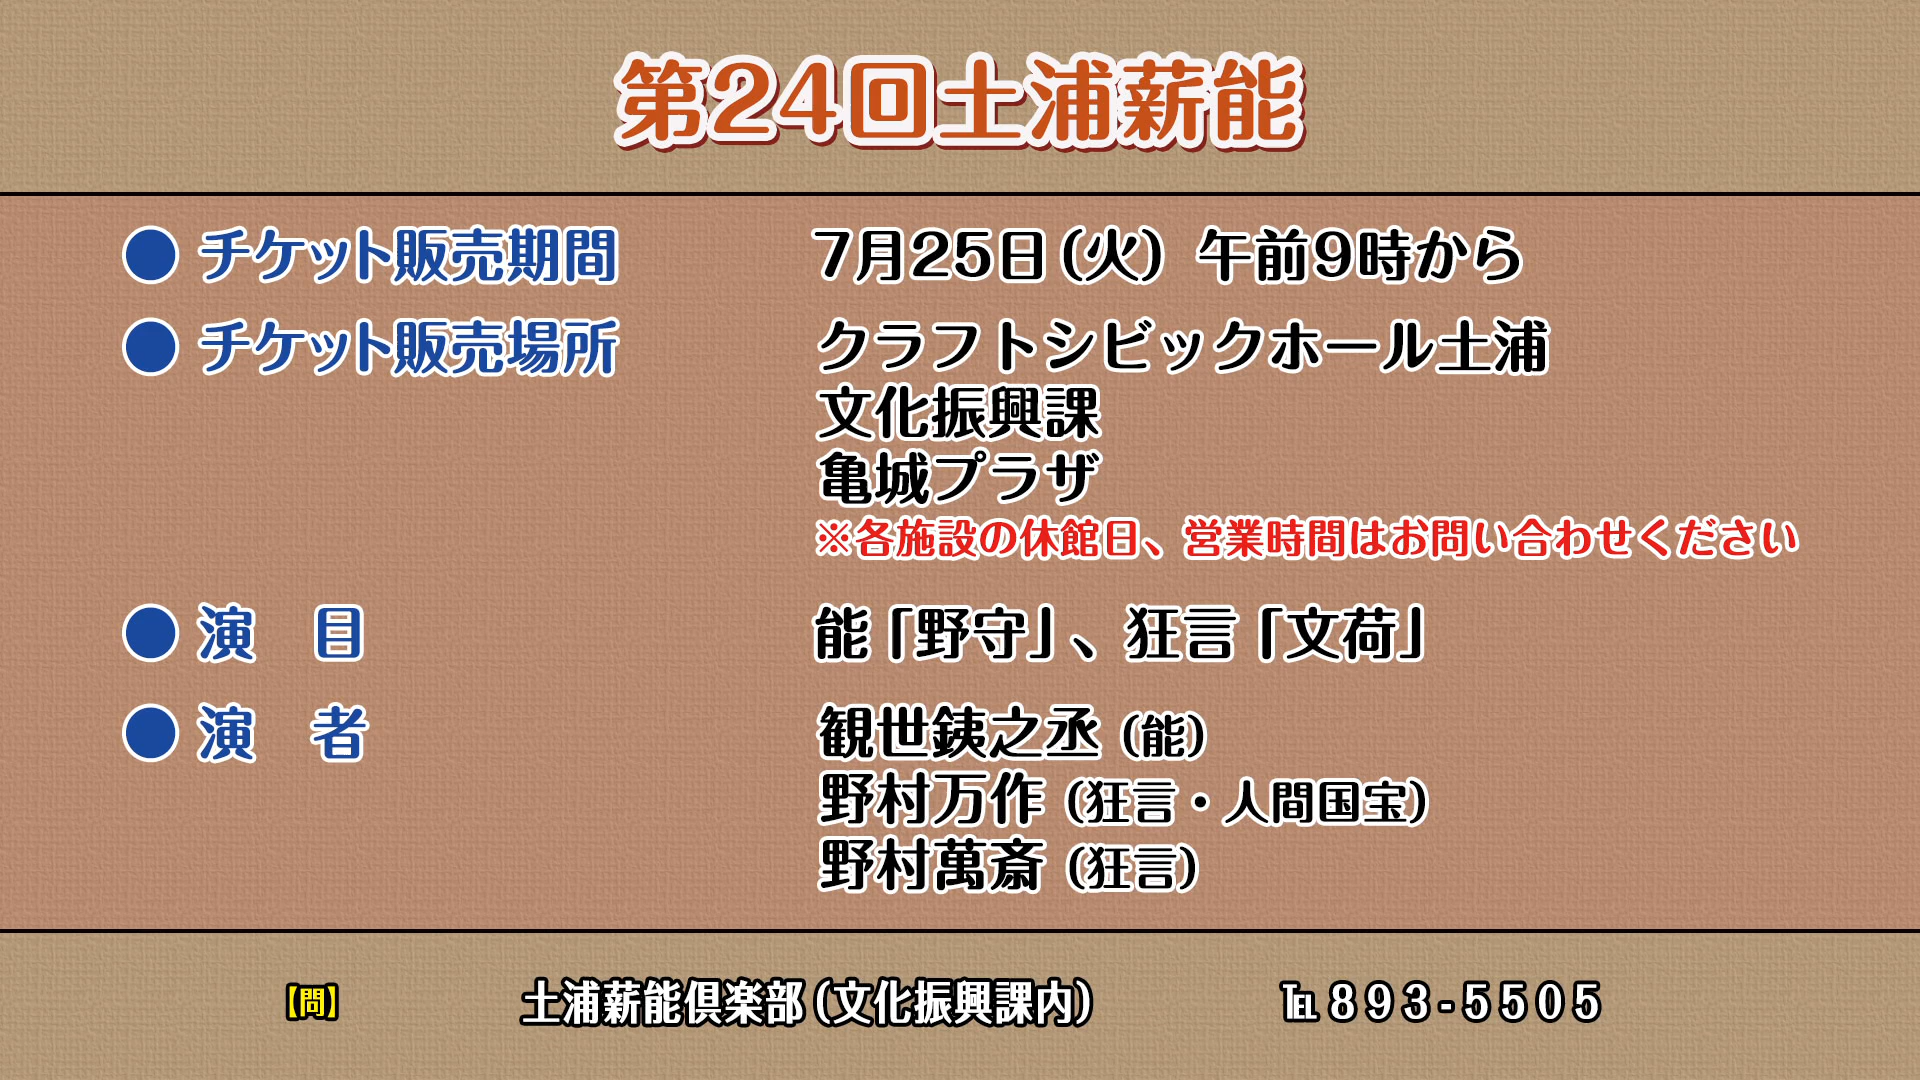 第24回土浦薪能
●チケット販売期間 7月25日(火) 午前9時から
●チケット販売場所 クラフトシビックホール土浦
文化振興課
亀城プラザ
※各施設の休館日、営業時間はお問い合わせください
●演　目 能「野守」、狂言「文荷」
●演　者 観世銕之丞(能)
野村万作(狂言・人間国宝)
野村萬斎(狂言)
【問】 土浦薪能倶楽部(文化振興課内) ℡893-5505